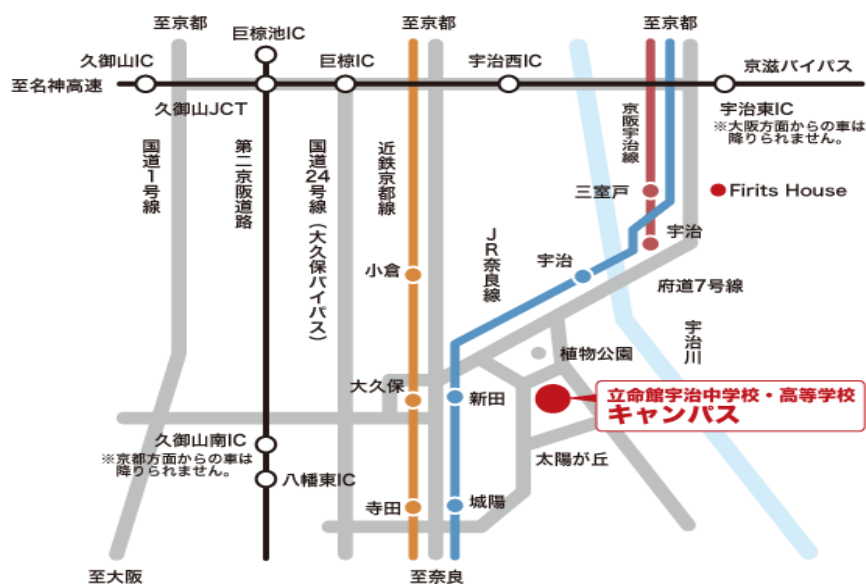 至京都
至京都
至京都
巨椋池IC
久御山IC
巨椋IC
宇治西IC
京滋バイパス
至名神高速
久御山JCT
宇治東IC
※大阪方面からの車は
降りられません。
国道1号線
第二京阪道路
国道24号線（大久保バイパス）
近鉄京都線
京阪宇治線
三室戸
Firits House
宇治
JR奈良線
宇治
小倉
府道7号線
宇治川
植物公園
大久保
新田
立命館宇治中学校・高等学校
キャンパス
久御山南IC
※京都方面からの車は
降りられません。
太陽が丘
八幡東IC
寺田
城陽
至大阪
至奈良